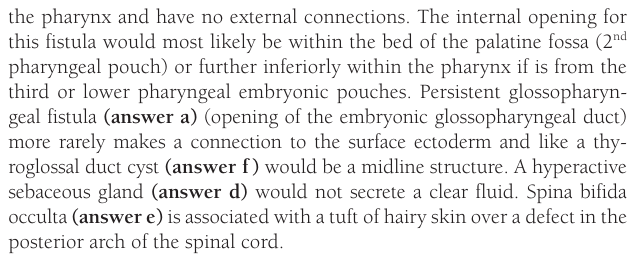 the pharynx and have no external connections. The internal opening for
this fistula would most likely be within the bed of the palatine fossa (2nd
pharyngeal pouch) or further inferiorly within the pharynx if is from the
third or lower pharyngeal embryonic pouches. Persistent glossopharyn-
geal fistula (answer a) (opening of the embryonic glossopharyngeal duct)
more rarely makes a connection to the surface ectoderm and like a thy-
roglossal duct cyst (answer f) would be a midline structure. A hyperactive
sebaceous gland (answer d) would not secrete a clear fluid. Spina bifida
occulta (answer e) is associated with a tuft of hairy skin over a defect in the
posterior arch of the spinal cord.